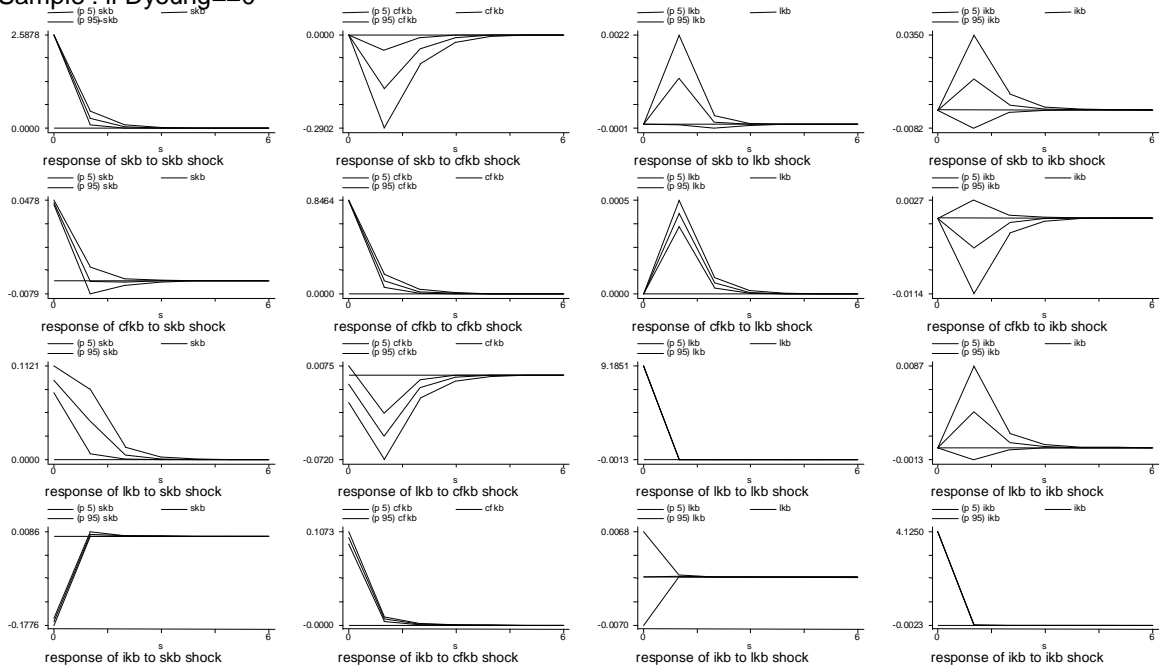 Sample : if Dyoung==0
(p 5) skb skb
(p 95) skb
2.5878
0.0000
0 s 6
response of skb to skb shock
(p 5) cfkb cfkb
(p 95) cfkb
0.0000
-0.2902
0 s 6
response of skb to cfkb shock
(p 5) lkb lkb
(p 95) lkb
0.0022
-0.0001
0 s 6
response of skb to lkb shock
(p 5) ikb ikb
(p 95) ikb
0.0350
-0.0082
0 s 6
response of skb to ikb shock
(p 5) skb skb
(p 95) skb
0.0478
-0.0079
0 s 6
response of cfkb to skb shock
(p 5) cfkb cfkb
(p 95) cfkb
0.8464
0.0000
0 s 6
response of cfkb to cfkb shock
(p 5) lkb lkb
(p 95) lkb
0.0005
0.0000
0 s 6
response of cfkb to lkb shock
(p 5) ikb ikb
(p 95) ikb
0.0027
-0.0114
0 s 6
response of cfkb to ikb shock
(p 5) skb skb
(p 95) skb
0.1121
0.0000
0 s 6
response of lkb to skb shock
(p 5) cfkb cfkb
(p 95) cfkb
0.0075
-0.0720
0 s 6
response of lkb to cfkb shock
(p 5) lkb lkb
(p 95) lkb
9.1851
-0.0013
0 s 6
response of lkb to lkb shock
(p 5) ikb ikb
(p 95) ikb
0.0087
-0.0013
0 s 6
response of lkb to ikb shock
(p 5) skb skb
(p 95) skb
0.0086
-0.1776
0 s 6
response of ikb to skb shock
(p 5) cfkb cfkb
(p 95) cfkb
0.1073
-0.0000
0 s 6
response of ikb to cfkb shock
(p 5) lkb lkb
(p 95) lkb
0.0068
-0.0070
0 s 6
response of ikb to lkb shock
(p 5) ikb ikb
(p 95) ikb
4.1250
-0.0023
0 s 6
response of ikb to ikb shock